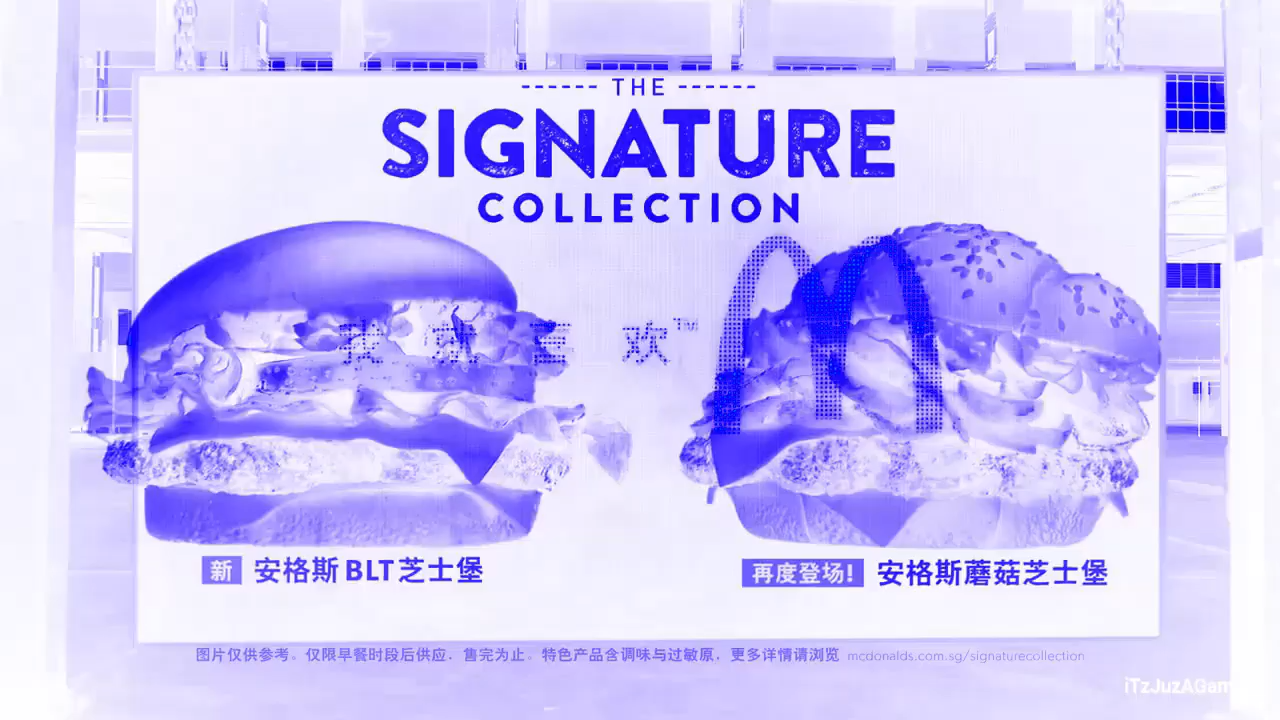 THE
SIGNATURE
COLLECTION
我就喜欢™
新 安格斯BLT芝士堡
再度登场! 安格斯蘑菇芝士堡
图片仅供参考。仅限早餐时段后供应。售完为止。特色产品含调味与过敏原,更多详情请浏览 mcdonalds.com.sg/signaturecollection
iTzJuzAGam